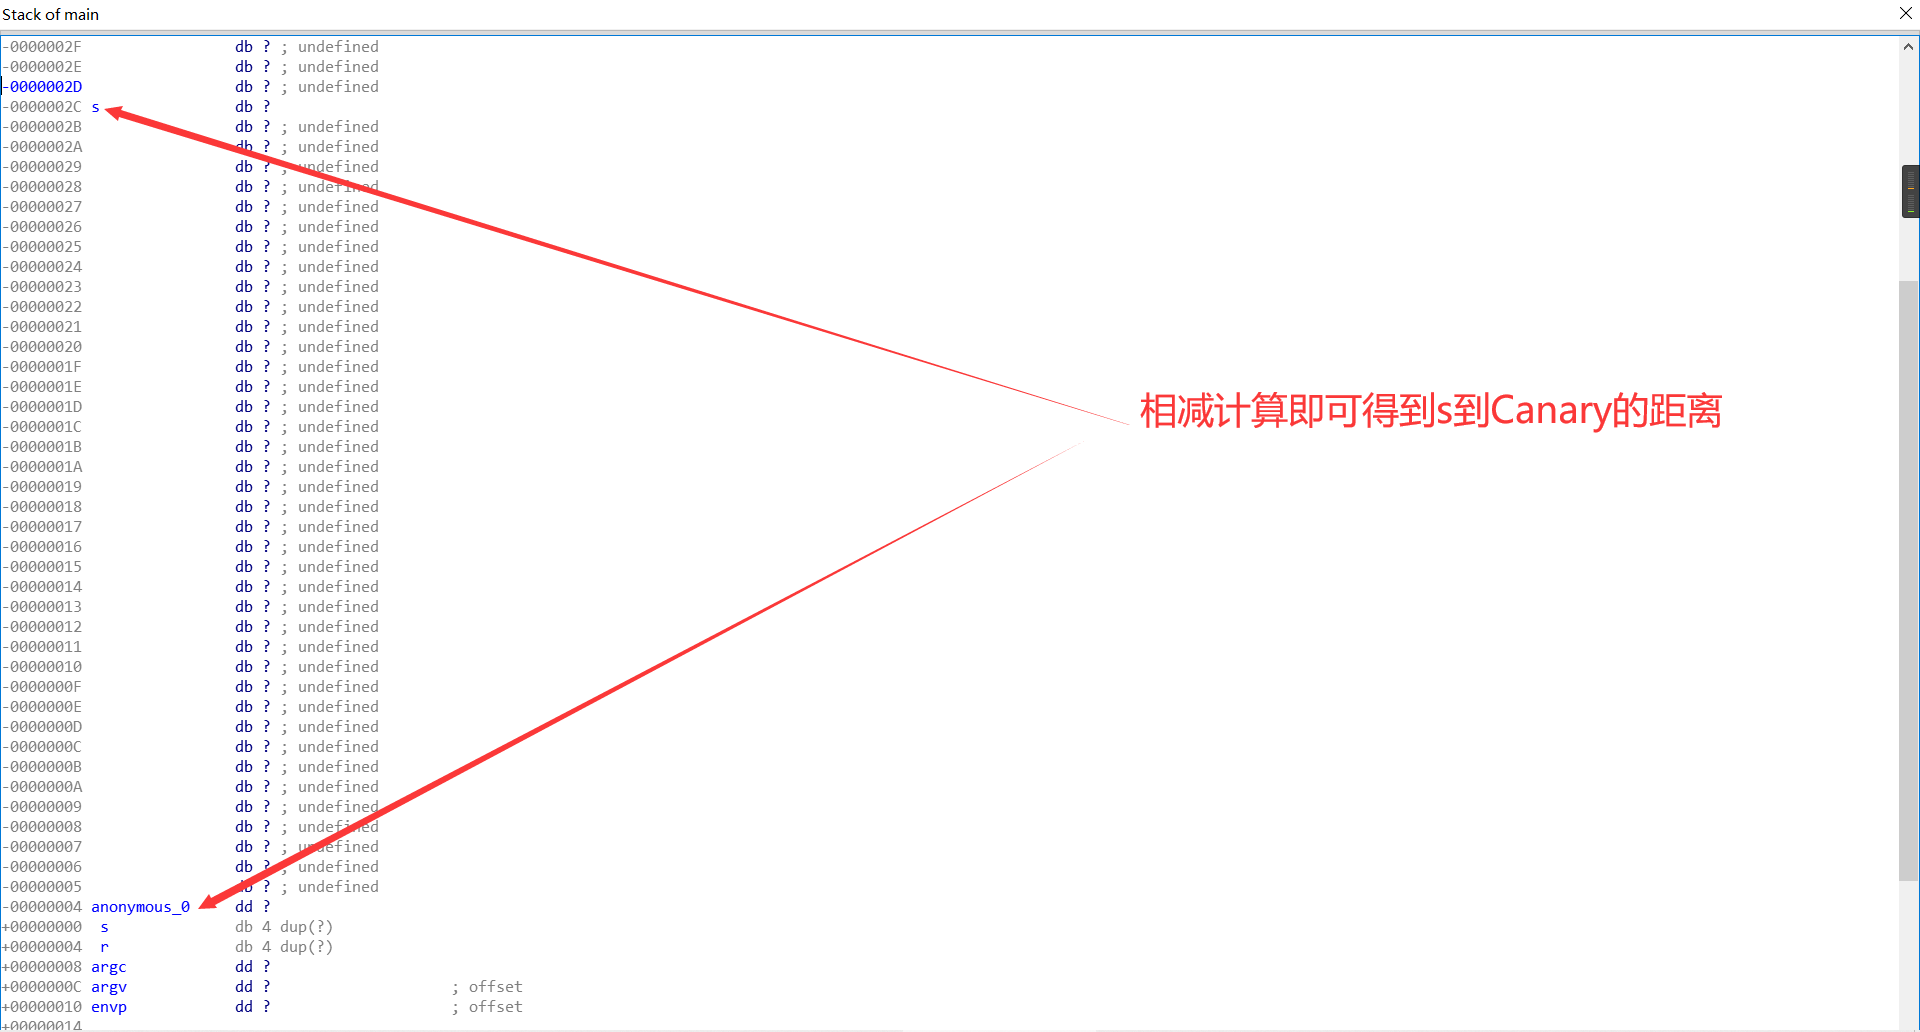 Stack of main
-0000002F db ? ; undefined
-0000002E db ? ; undefined
-0000002D db ? ; undefined
-0000002C s db ?
-0000002B db ? ; undefined
-0000002A db ? ; undefined
-00000029 db ? ; undefined
-00000028 db ? ; undefined
-00000027 db ? ; undefined
-00000026 db ? ; undefined
-00000025 db ? ; undefined
-00000024 db ? ; undefined
-00000023 db ? ; undefined
-00000022 db ? ; undefined
-00000021 db ? ; undefined
-00000020 db ? ; undefined
-0000001F db ? ; undefined
-0000001E db ? ; undefined
-0000001D db ? ; undefined
相减计算即可得到s到Canary的距离
-0000001C db ? ; undefined
-0000001B db ? ; undefined
-0000001A db ? ; undefined
-00000019 db ? ; undefined
-00000018 db ? ; undefined
-00000017 db ? ; undefined
-00000016 db ? ; undefined
-00000015 db ? ; undefined
-00000014 db ? ; undefined
-00000013 db ? ; undefined
-00000012 db ? ; undefined
-00000011 db ? ; undefined
-00000010 db ? ; undefined
-0000000F db ? ; undefined
-0000000E db ? ; undefined
-0000000D db ? ; undefined
-0000000C db ? ; undefined
-0000000B db ? ; undefined
-0000000A db ? ; undefined
-00000009 db ? ; undefined
-00000008 db ? ; undefined
-00000007 db ? ; undefined
-00000006 db ? ; undefined
-00000005 db ? ; undefined
-00000004 anonymous_0 dd ?
+00000000 s db 4 dup(?)
+00000004 r db 4 dup(?)
+00000008 argc dd ?
+0000000C argv dd ? ; offset
+00000010 envp dd ? ; offset
+00000014